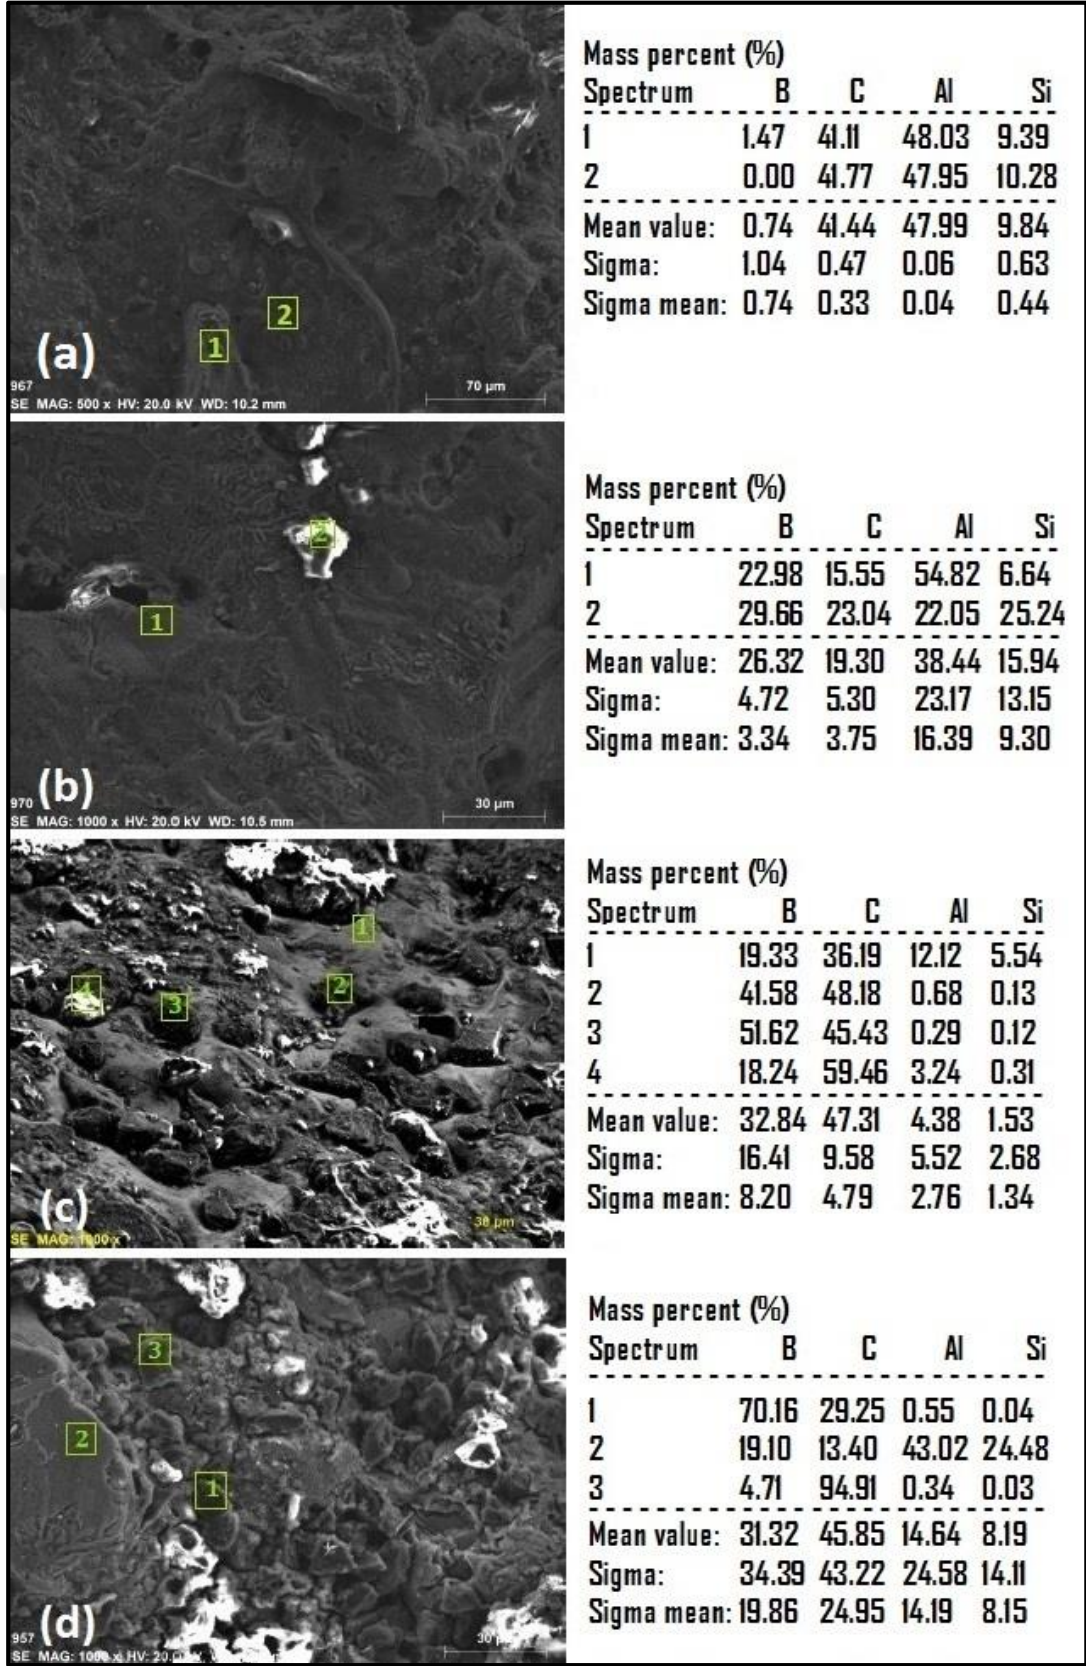 Mass percent (%)
Spectrum B C Al Si
1 1.47 41.11 48.03 9.39
2 0.00 41.77 47.95 10.28
Mean value: 0.74 41.44 47.99 9.84
Sigma: 1.04 0.47 0.06 0.63
Sigma mean: 0.74 0.33 0.04 0.44
2
1
(a)
967
70 µm
SE MAG: 500 x HV: 20.0 kV WD: 10.2 mm
Mass percent (%)
Spectrum B C Al Si
1 22.98 15.55 54.82 6.64
2 29.66 23.04 22.05 25.24
Mean value: 26.32 19.30 38.44 15.94
Sigma: 4.72 5.30 23.17 13.15
Sigma mean: 3.34 3.75 16.39 9.30
2
1
(b)
970
30 µm
SE MAG: 1000 x HV: 20.0 kV WD: 10.5 mm
Mass percent (%)
Spectrum B C Al Si
1 19.33 36.19 12.12 5.54
2 41.58 48.18 0.68 0.13
3 51.62 45.43 0.29 0.12
4 18.24 59.46 3.24 0.31
Mean value: 32.84 47.31 4.38 1.53
Sigma: 16.41 9.58 5.52 2.68
Sigma mean: 8.20 4.79 2.76 1.34
1
4 3 2
(c)
30 µm
SE MAG: 1000 x
Mass percent (%)
Spectrum B C Al Si
1 70.16 29.25 0.55 0.04
2 19.10 13.40 43.02 24.48
3 4.71 94.91 0.34 0.03
Mean value: 31.32 45.85 14.64 8.19
Sigma: 34.39 43.22 24.58 14.11
Sigma mean: 19.86 24.95 14.19 8.15
3
2
1
(d)
957
30
SE MAG: 1000 x HV: